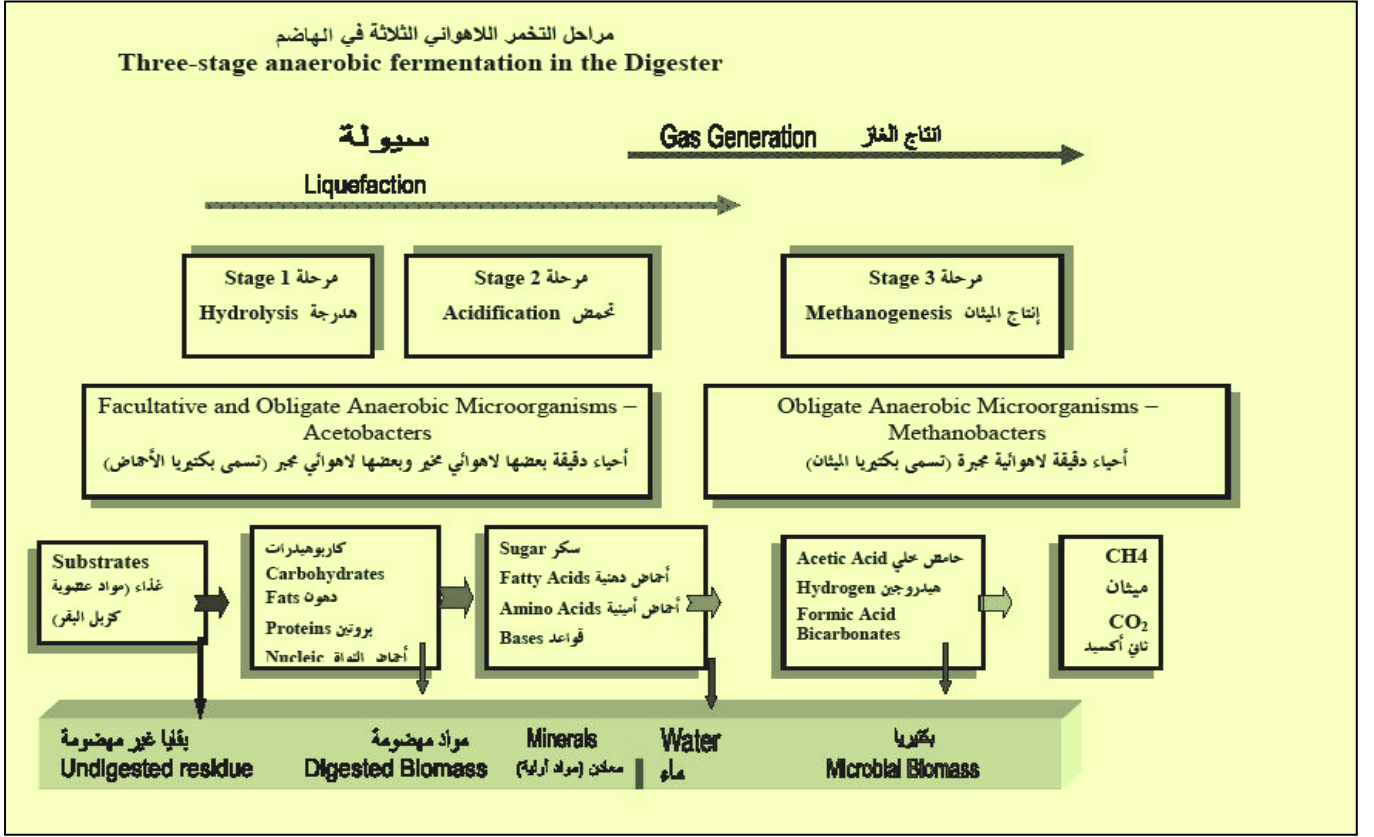 مراحل التخمر اللاهوائي الثلاثة في الهاضم
Three-stage anaerobic fermentation in the Digester
سيولة
Gas Generation انتاج الغاز
Liquefaction
Stage 1 مرحلة
Hydrolysis هدرجة
Stage 2 مرحلة
Acidification تحمض
Stage 3 مرحلة
Methanogenesis إنتاج الميثان
Facultative and Obligate Anaerobic Microorganisms –
Acetobacters
أحياء دقيقة بعضها لاهوائي مخير وبعضها لاهوائي مجبر (تسمى بكتيريا الأحماض)
Obligate Anaerobic Microorganisms –
Methanobacters
أحياء دقيقة لاهوائية مجبرة (تسمى بكتيريا الميثان)
Substrates
غذاء (مواد عضوية
كزبل البقر)
كاربوهيدرات
Carbohydrates
Fats دهون
Proteins بروتين
Nucleic أحماض النواة
Sugar سكر
Fatty Acids أحماض دهنية
Amino Acids أحماض أمينية
Bases قواعد
Acetic Acid حامض خلي
Hydrogen هيدروجين
Formic Acid
Bicarbonates
CH4
ميثان
CO₂
ثاني أكسيد
بقايا غير مهضومة
Undigested residue
مواد مهضومة
Digested Biomass
Minerals
معادن (مواد أولية)
Water
ماء
بكتيريا
Microbial Biomass